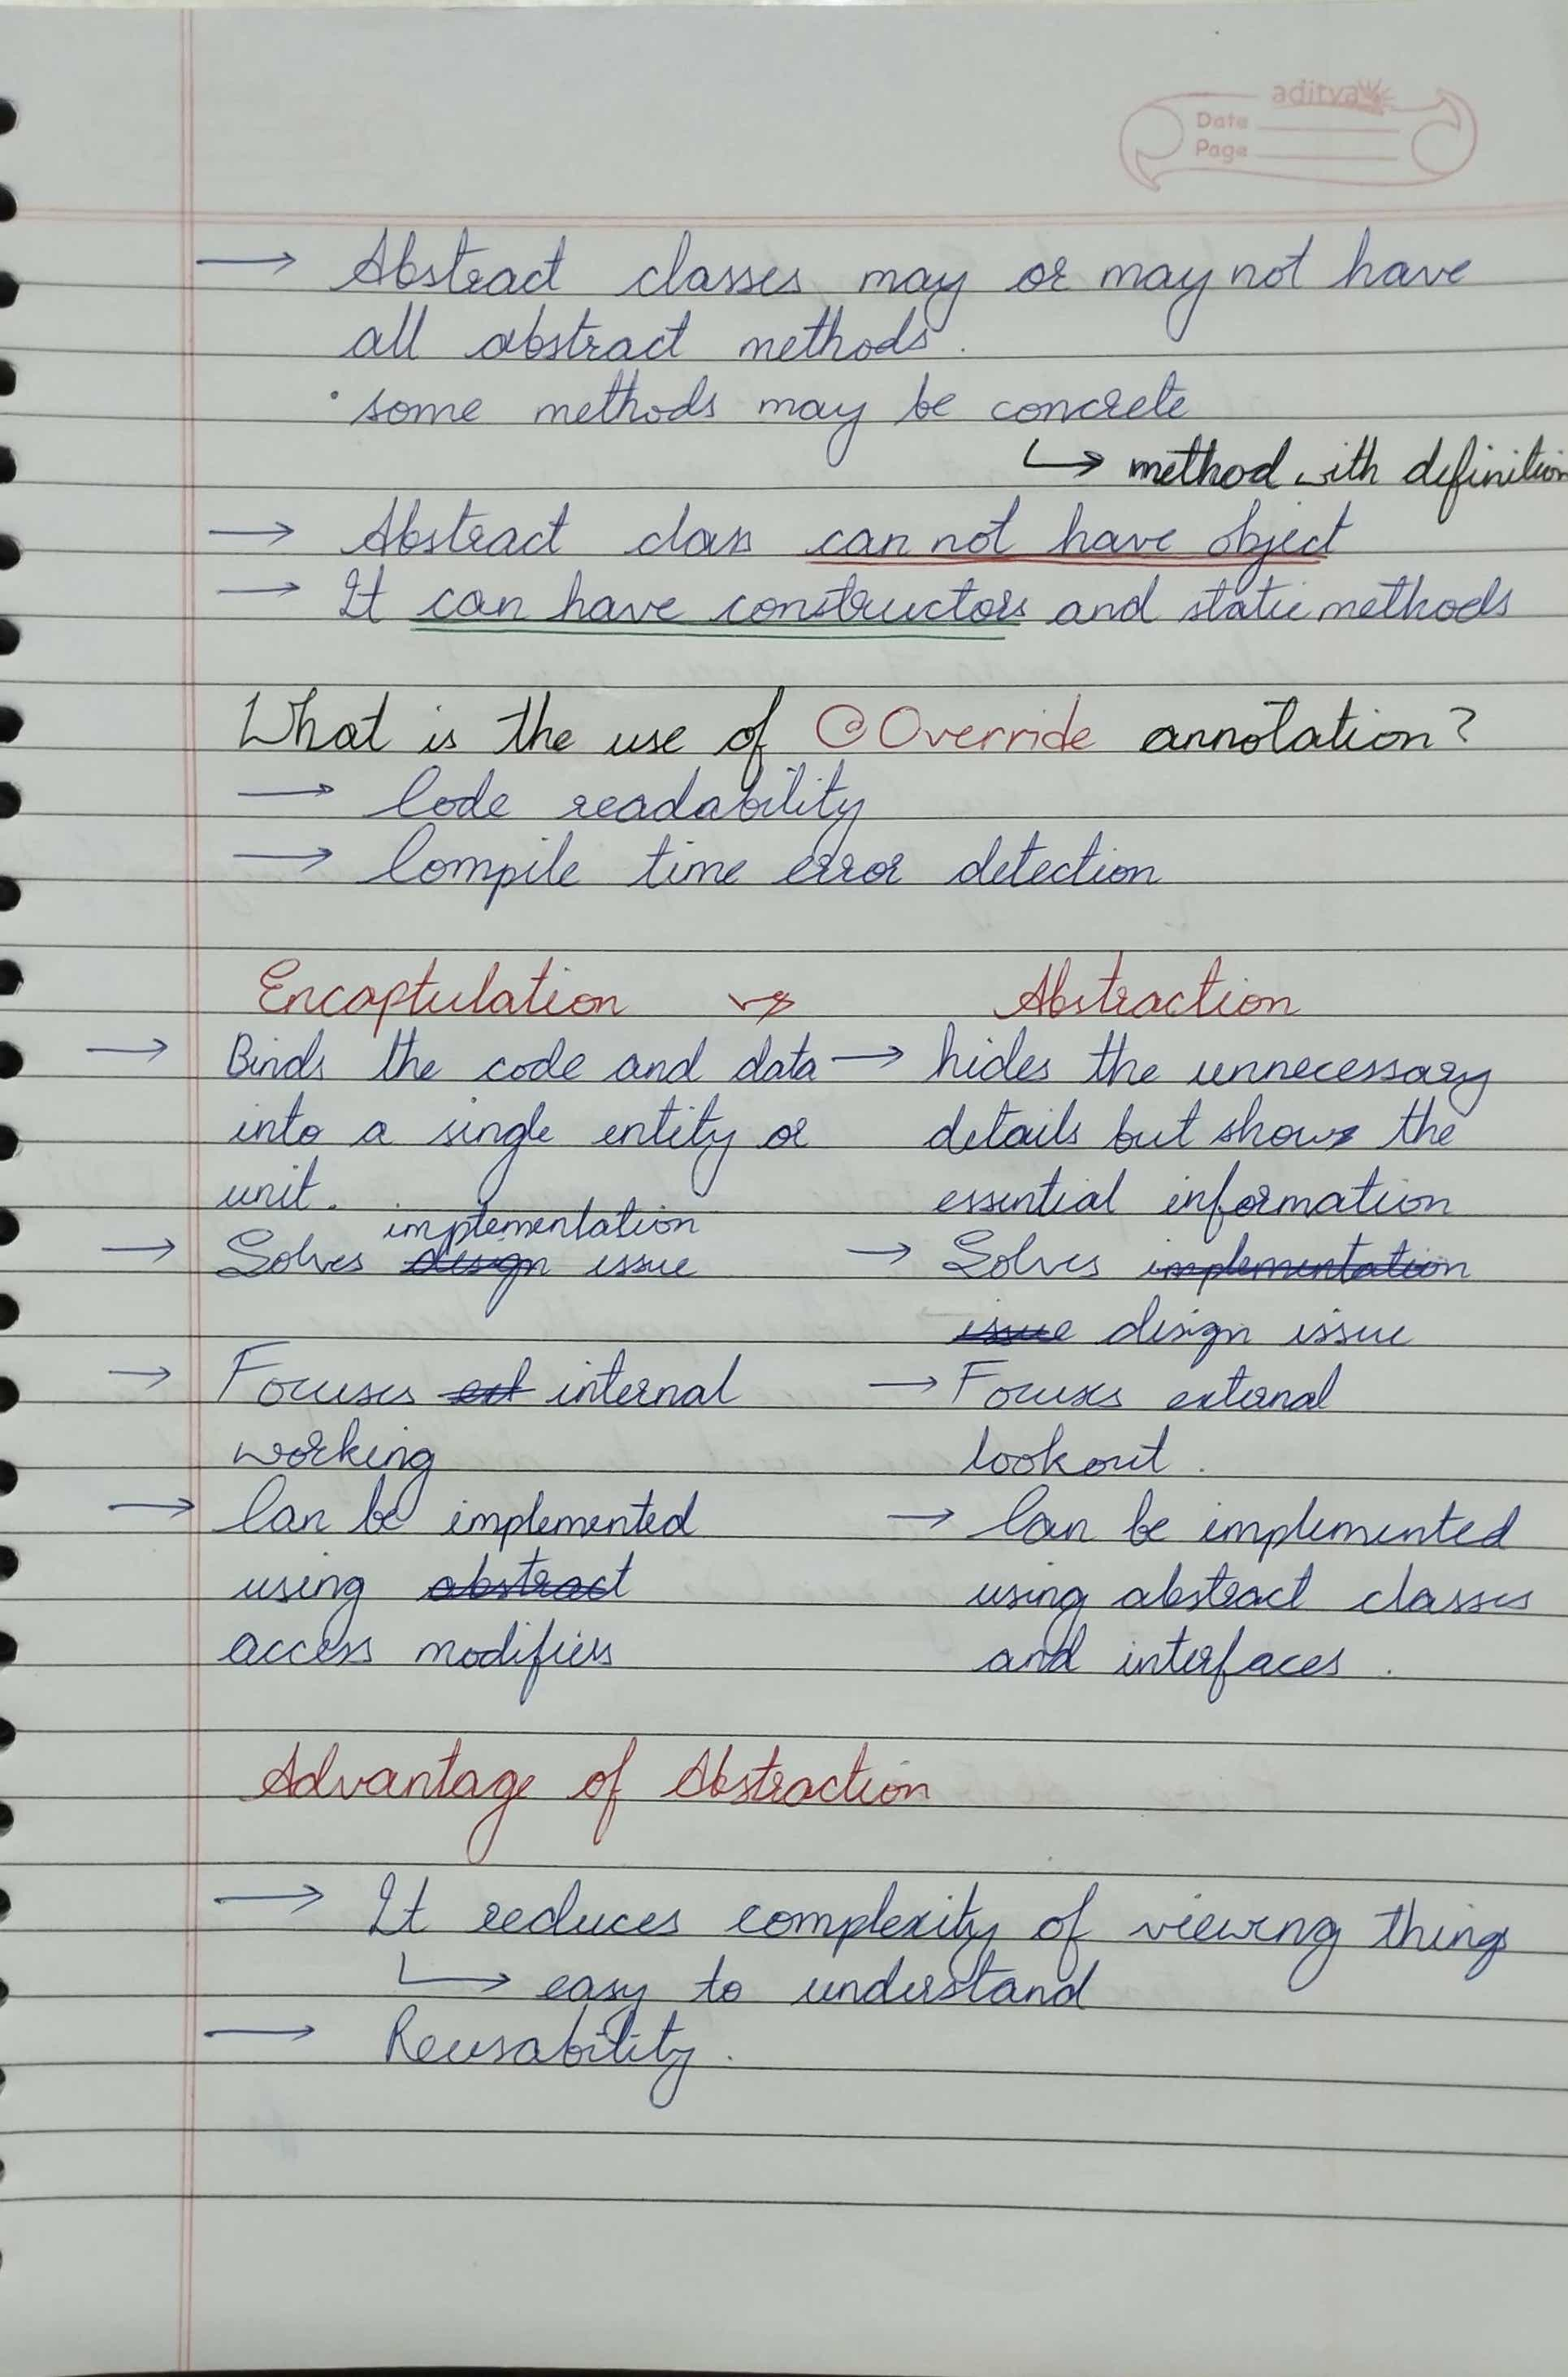 aditya
Date
Page
→ Abstract classes may or may not have
all abstract methods.
• some methods may be concrete
↳ method with definition
→ Abstract class can not have object
→ It can have constructors and static methods
What is the use of @Override annotation?
→ Code readability
→ Compile time error detection
Encaptulation vs Abstraction
→ Binds the code and data → hides the unnecessary
into a single entity or details but shows the
unit. essential information
implementation
→ Solves design issue → Solves implementation
issue design issue
→ Focuses ext internal → Focuses external
working lookout.
→ Can be implemented → Can be implemented
using abstract using abstract classes
access modifiers and interfaces.
Advantage of Abstraction
→ It reduces complexity of viewing things
↳ easy to understand
→ Reusability.